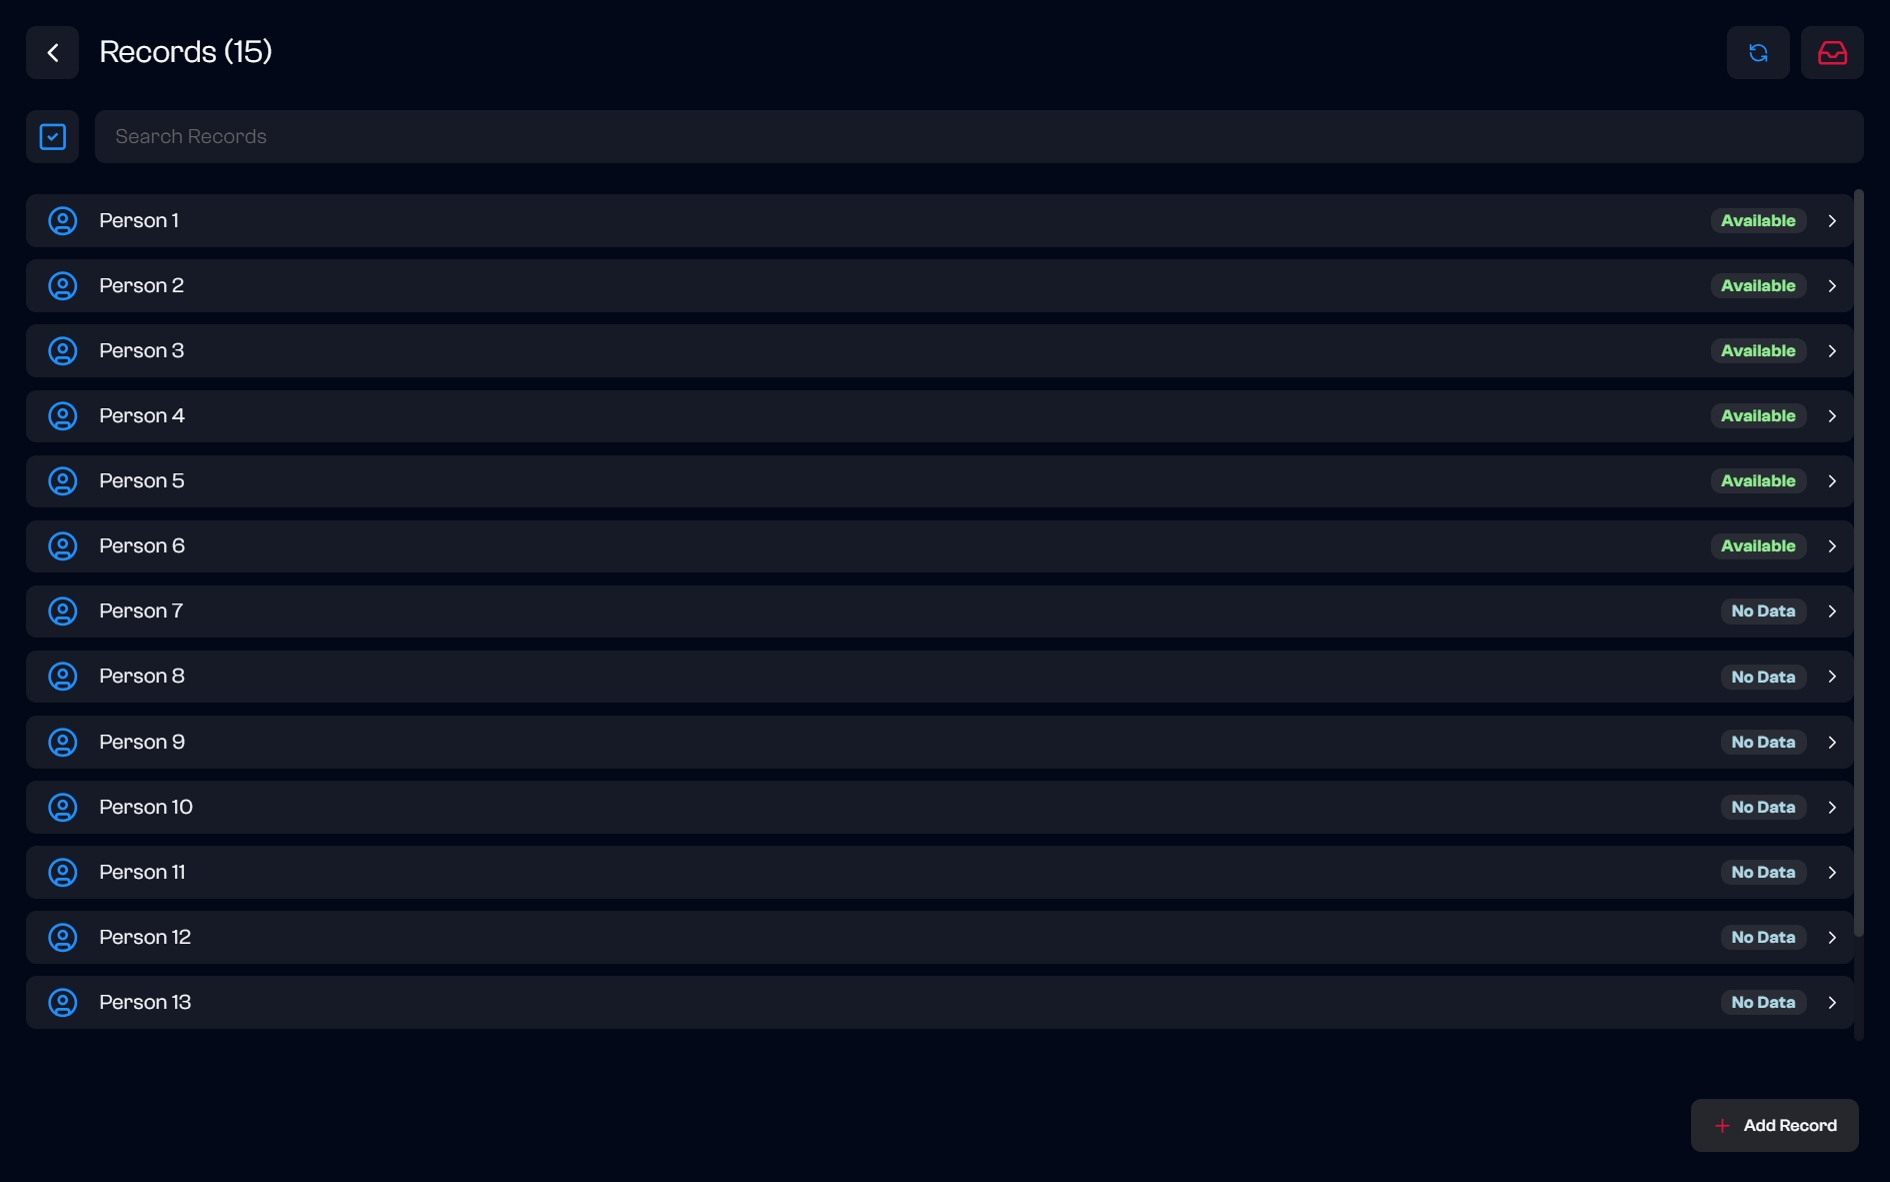 Records (15)
Search Records
Person 1 Available
Person 2 Available
Person 3 Available
Person 4 Available
Person 5 Available
Person 6 Available
Person 7 No Data
Person 8 No Data
Person 9 No Data
Person 10 No Data
Person 11 No Data
Person 12 No Data
Person 13 No Data
Add Record